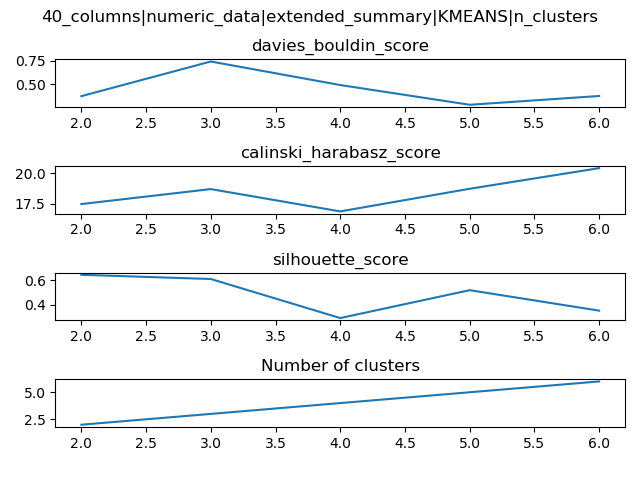 40_columns|numeric_data|extended_summary|KMEANS|n_clusters
davies_bouldin_score
0.75
0.50
2.0 2.5 3.0 3.5 4.0 4.5 5.0 5.5 6.0
calinski_harabasz_score
20.0
17.5
2.0 2.5 3.0 3.5 4.0 4.5 5.0 5.5 6.0
silhouette_score
0.6
0.4
2.0 2.5 3.0 3.5 4.0 4.5 5.0 5.5 6.0
Number of clusters
5.0
2.5
2.0 2.5 3.0 3.5 4.0 4.5 5.0 5.5 6.0